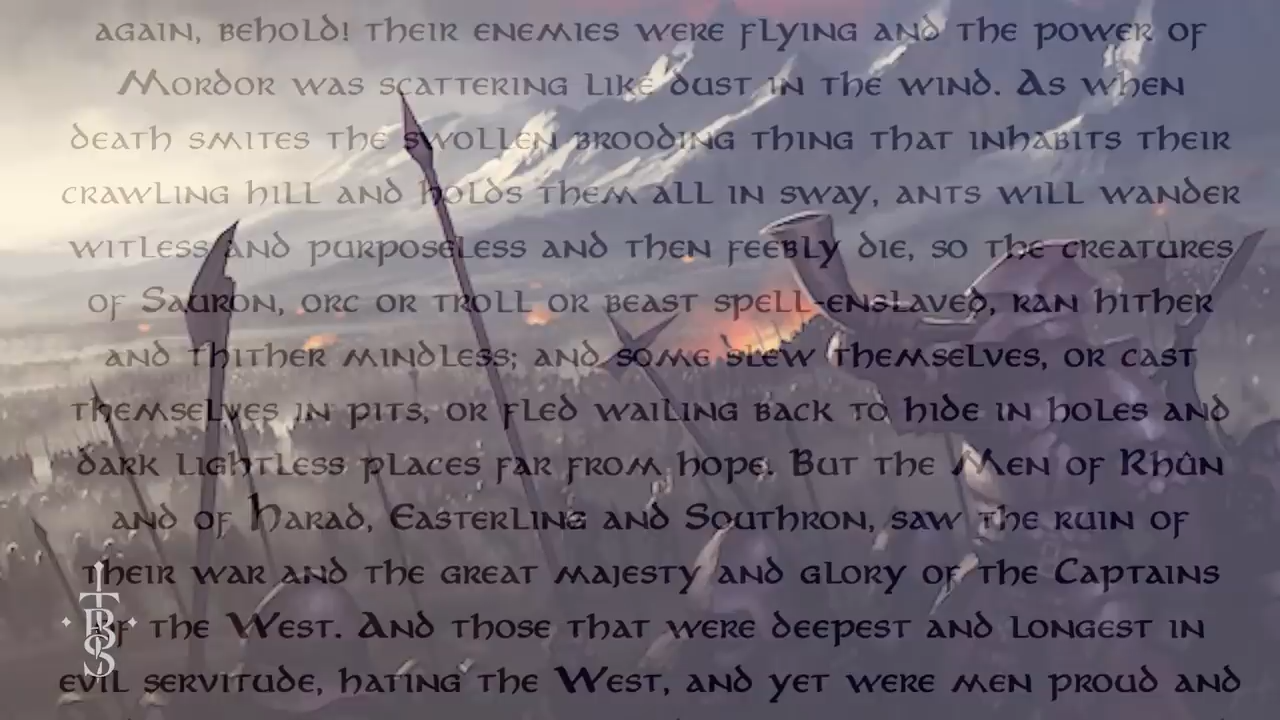 again, behold! their enemies were flying and the power of
Mordor was scattering like dust in the wind. As when
death smites the swollen brooding thing that inhabits their
crawling hill and holds them all in sway, ants will wander
witless and purposeless and then feebly die, so the creatures
of Sauron, orc or troll or beast spell-enslaved, ran hither
and thither mindless; and some slew themselves, or cast
themselves in pits, or fled wailing back to hide in holes and
dark lightless places far from hope. But the Men of Rhûn
and of Harad, Easterling and Southron, saw the ruin of
their war and the great majesty and glory of the Captains
of the West. And those that were deepest and longest in
evil servitude, hating the West, and yet were men proud and
TBS